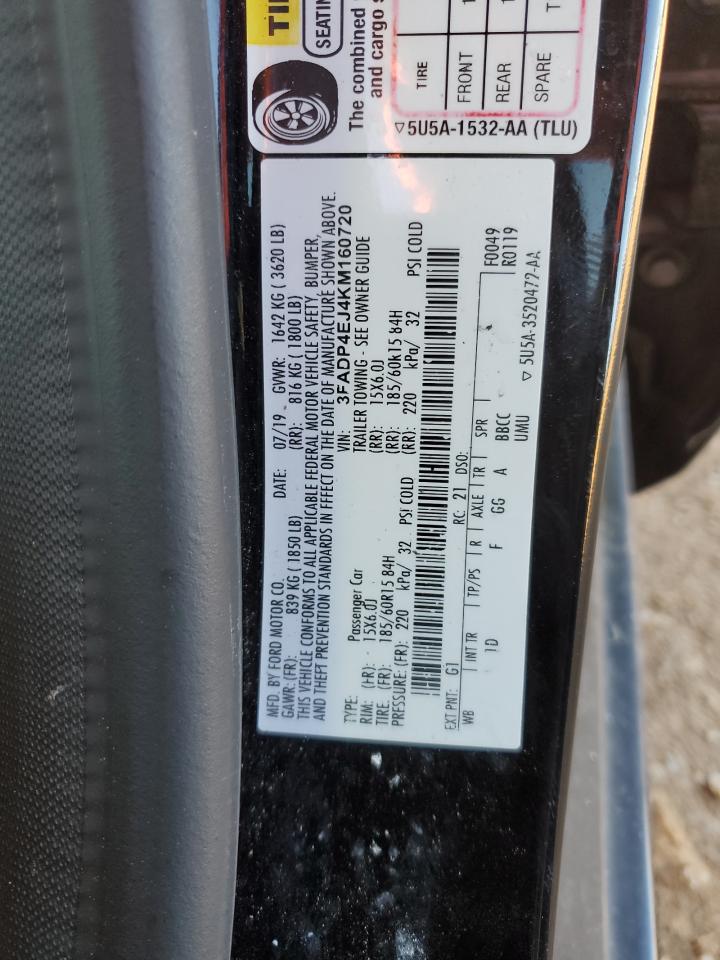 TI
SEATIN
The combined
and cargo
TIRE
FRONT
REAR
SPARE
5U5A-1532-AA (TLU)
MFD. BY FORD MOTOR CO. DATE: 07/19 GVWR: 1642 KG ( 3620 LB)
GAWR: (FR): 839 KG ( 1850 LB) (RR): 816 KG ( 1800 LB)
THIS VEHICLE CONFORMS TO ALL APPLICABLE FEDERAL MOTOR VEHICLE SAFETY, BUMPER,
AND THEFT PREVENTION STANDARDS IN EFFECT ON THE DATE OF MANUFACTURE SHOWN ABOVE.
VIN: 3FADP4EJ4KM160720
TYPE: Passenger Car TRAILER TOWING - SEE OWNER GUIDE
RIM: (FR): 15X6.0J (RR): 15X6.0J
TIRE: (FR): 185/60R15 84H (RR): 185/60R15 84H
PRESSURE: (FR): 220 kPa/ 32 PSI COLD (RR): 220 kPa/ 32 PSI COLD
EXT PNT: G1 RC: 21 DSO: F0049
WB INT TR TP/PS R AXLE TR SPR R0119
1D F GG A BBCC
UMU 5U5A-3520472-AA